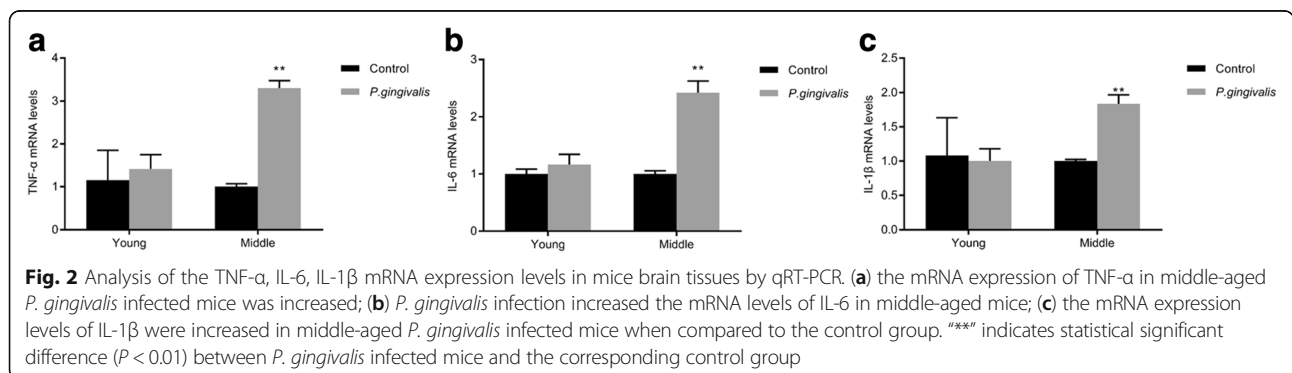 a
TNF-α mRNA levels
4
3
2
1
0
**
Young
Middle
Control
P.gingivalis
b
IL-6 mRNA levels
3
2
1
0
**
Young
Middle
Control
P.gingivalis
c
IL-1β mRNA levels
2.5
2.0
1.5
1.0
0.5
0.0
**
Young
Middle
Control
P.gingivalis
Fig. 2 Analysis of the TNF-α, IL-6, IL-1β mRNA expression levels in mice brain tissues by qRT-PCR. (a) the mRNA expression of TNF-α in middle-aged
P. gingivalis infected mice was increased; (b) P. gingivalis infection increased the mRNA levels of IL-6 in middle-aged mice; (c) the mRNA expression
levels of IL-1β were increased in middle-aged P. gingivalis infected mice when compared to the control group. “**” indicates statistical significant
difference (P < 0.01) between P. gingivalis infected mice and the corresponding control group